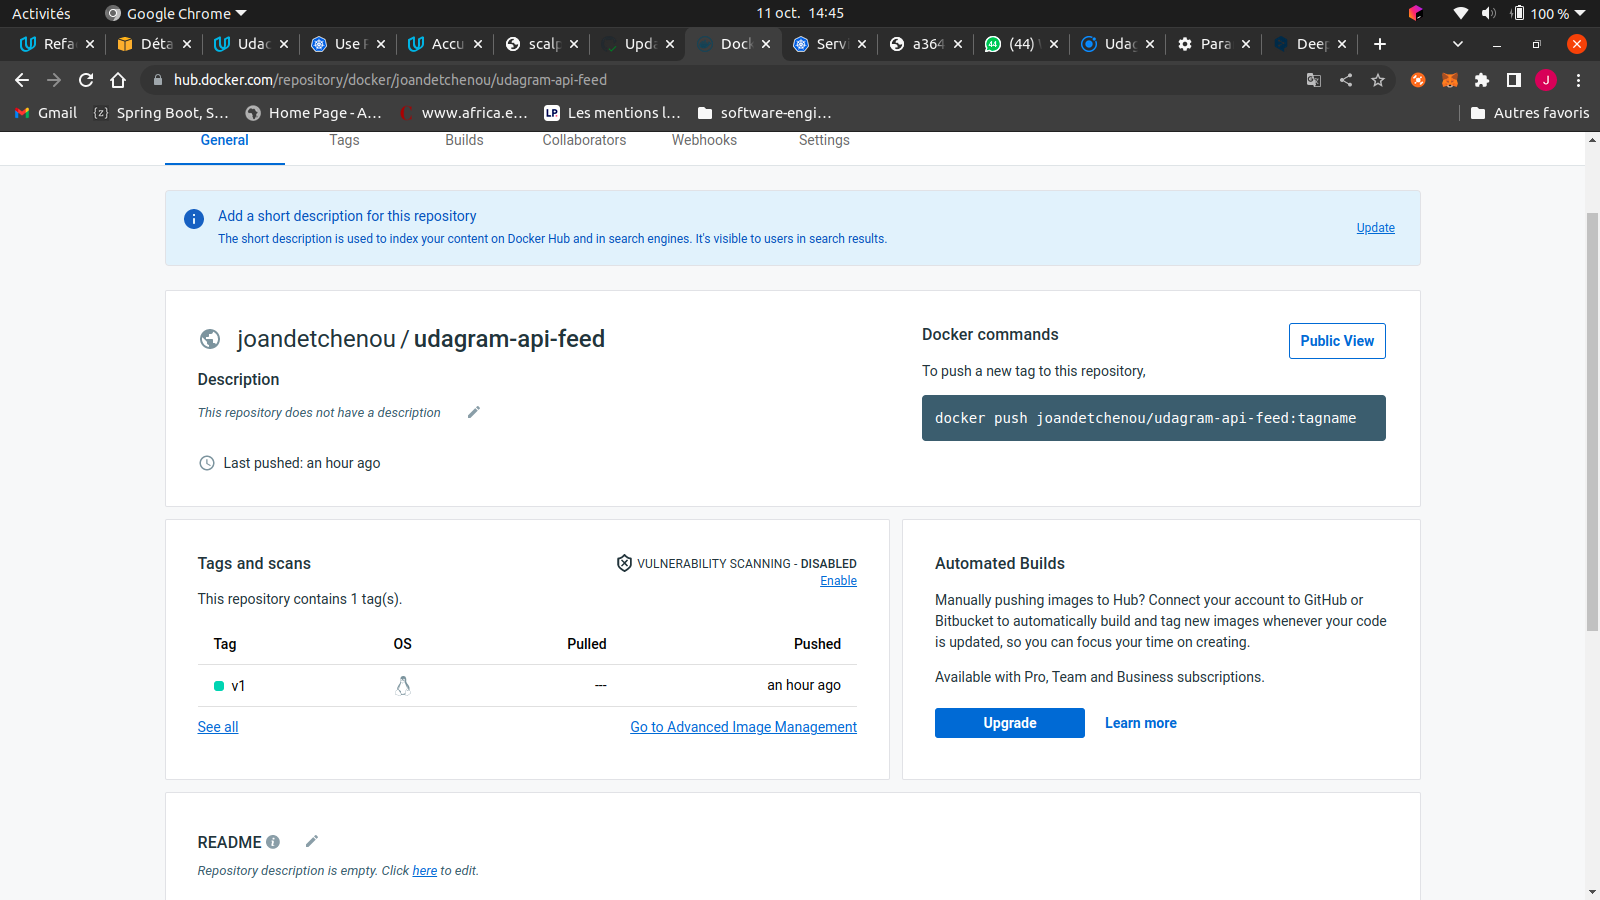 Activités
Google Chrome
11 oct. 14:45
100 %
Refa
Déta
Udac
Use P
Accu
scalp
Upda
Dock
Servi
a364
(44)
Udag
Para
Deep
hub.docker.com/repository/docker/joandetchenou/udagram-api-feed
J
Gmail
Spring Boot, S...
Home Page - A...
www.africa.e...
Les mentions l...
software-engi...
Autres favoris
General
Tags
Builds
Collaborators
Webhooks
Settings
Add a short description for this repository
The short description is used to index your content on Docker Hub and in search engines. It's visible to users in search results.
Update
joandetchenou / udagram-api-feed
Description
This repository does not have a description
Last pushed: an hour ago
Docker commands
Public View
To push a new tag to this repository,
docker push joandetchenou/udagram-api-feed:tagname
Tags and scans
VULNERABILITY SCANNING - DISABLED
Enable
This repository contains 1 tag(s).
Tag OS Pulled Pushed
v1 --- an hour ago
See all
Go to Advanced Image Management
Automated Builds
Manually pushing images to Hub? Connect your account to GitHub or
Bitbucket to automatically build and tag new images whenever your code
is updated, so you can focus your time on creating.
Available with Pro, Team and Business subscriptions.
Upgrade
Learn more
README
Repository description is empty. Click here to edit.